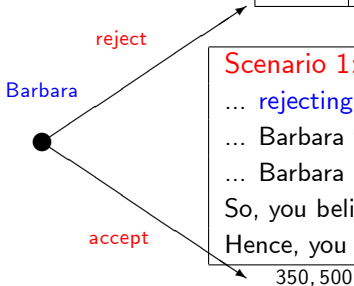 reject
Scenario 1:
Barbara
... rejecting
... Barbara
... Barbara
So, you beli
accept
Hence, you
350, 500